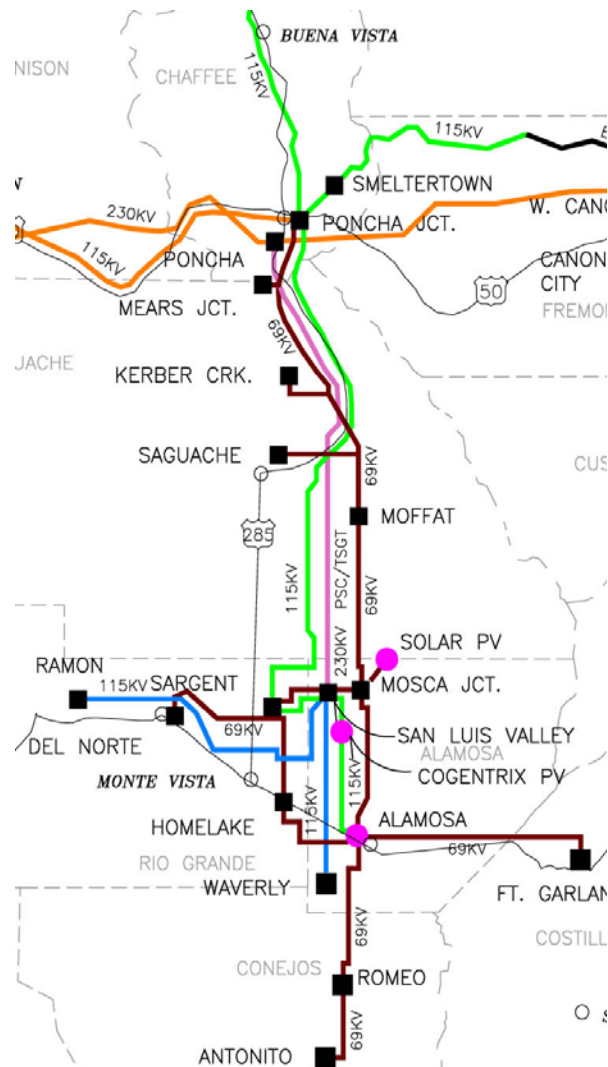 BUENA VISTA
NISON
CHAFFEE
115KV
115KV
SMELTERTOWN
230KV
PONCHA JCT.
W. CANO
115KV
PONCHA
CANON
CITY
50
MEARS JCT.
FREMO
69KV
UACHE
KERBER CRK.
SAGUACHE
69KV
CUS
MOFFAT
285
115KV
PSC/TSGT
69KV
230KV
SOLAR PV
RAMON
115KV
SARGENT
MOSCA JCT.
69KV
DEL NORTE
SAN LUIS VALLEY
ALAMOSA
MONTE VISTA
COGENTRIX PV
115KV
115KV
HOMELAKE
ALAMOSA
69KV
RIO GRANDE
WAVERLY
FT. GARLAN
69KV
COSTILL
CONEJOS
ROMEO
69KV
ANTONITO